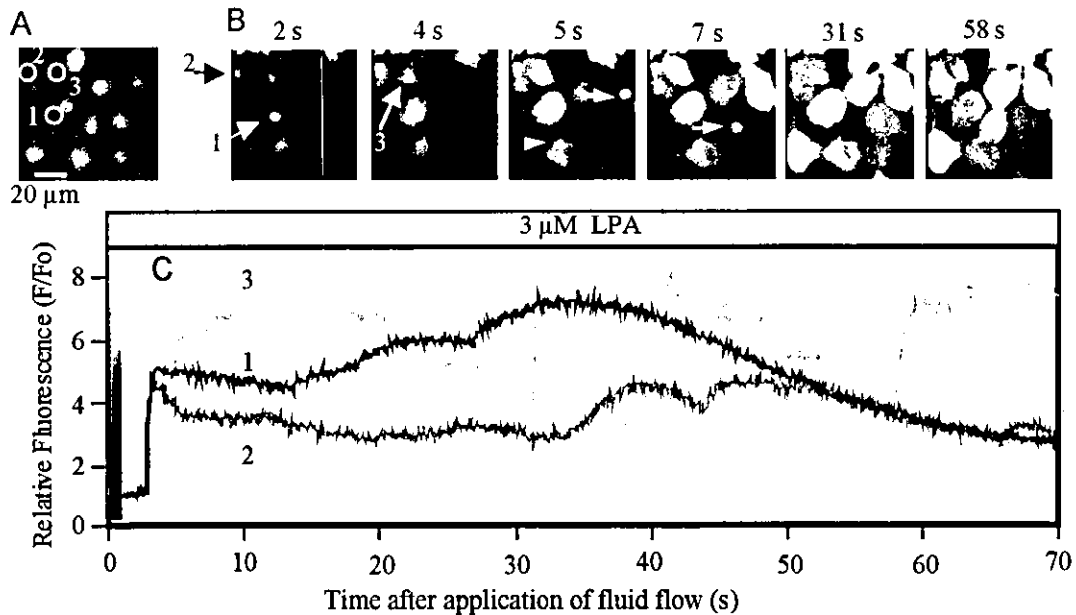 A
B
2 s
4 s
5 s
7 s
31 s
58 s
2
3
1
2
1
3
20 µm
3 µM LPA
C
3
1
2
8
6
4
2
0
Relative Fluorescence (F/Fo)
0
10
20
30
40
50
60
70
Time after application of fluid flow (s)